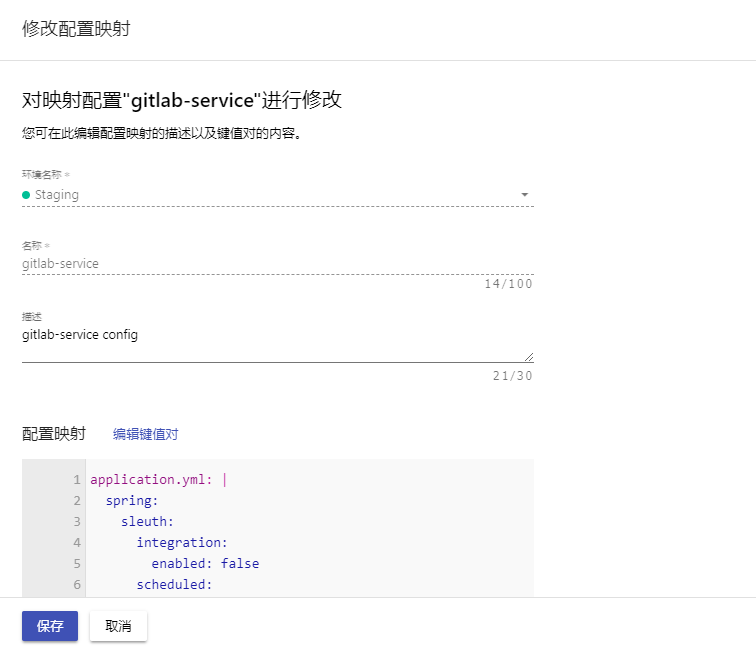 修改配置映射
对映射配置"gitlab-service"进行修改
您可在此编辑配置映射的描述以及键值对的内容。
环境名称 *
Staging
名称 *
gitlab-service
14/100
描述
gitlab-service config
21/30
配置映射 编辑键值对
1 application.yml: |
2 spring:
3 sleuth:
4 integration:
5 enabled: false
6 scheduled:
保存 取消